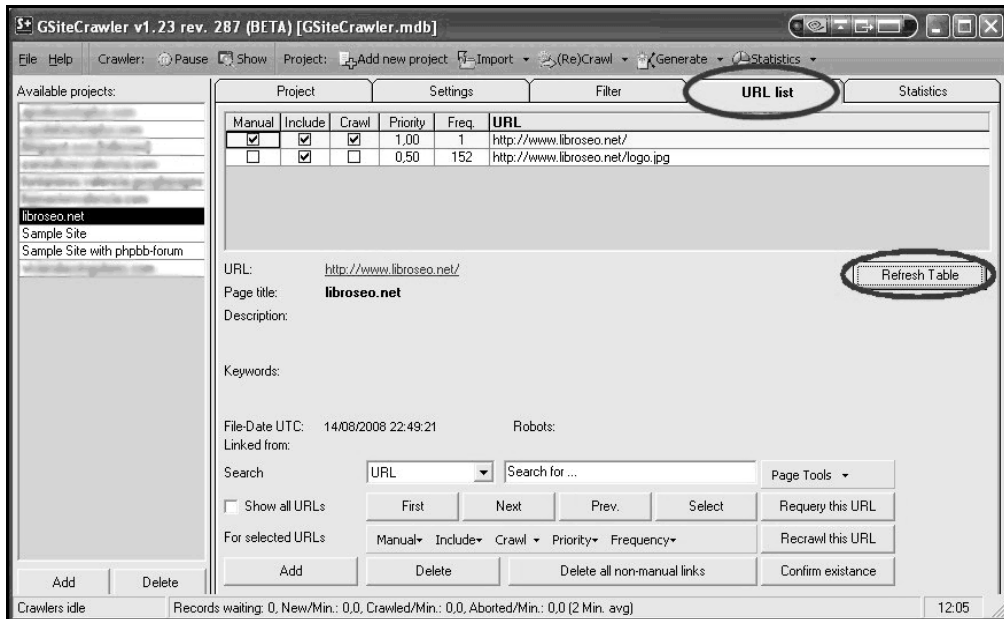 GSiteCrawler v1.23 rev. 287 (BETA) [GSiteCrawler.mdb]
File Help Crawler: Pause Show Project: Add new project Import (Re)Crawl Generate Statistics
Available projects:
libroseo.net
Sample Site
Sample Site with phpbb-forum
Add Delete
Project Settings Filter URL list Statistics
Manual Include Crawl Priority Freq. URL
1,00 1 http://www.libroseo.net/
0,50 152 http://www.libroseo.net/logo.jpg
Refresh Table
URL: http://www.libroseo.net/
Page title: libroseo.net
Description:
Keywords:
File-Date UTC: 14/08/2008 22:49:21 Robots:
Linked from:
Search URL Search for ... Page Tools
Show all URLs First Next Prev. Select Requery this URL
For selected URLs Manual Include Crawl Priority Frequency Recrawl this URL
Add Delete Delete all non-manual links Confirm existance
Crawlers idle Records waiting: 0, New/Min.: 0,0, Crawled/Min.: 0,0, Aborted/Min.: 0,0 (2 Min. avg) 12:05